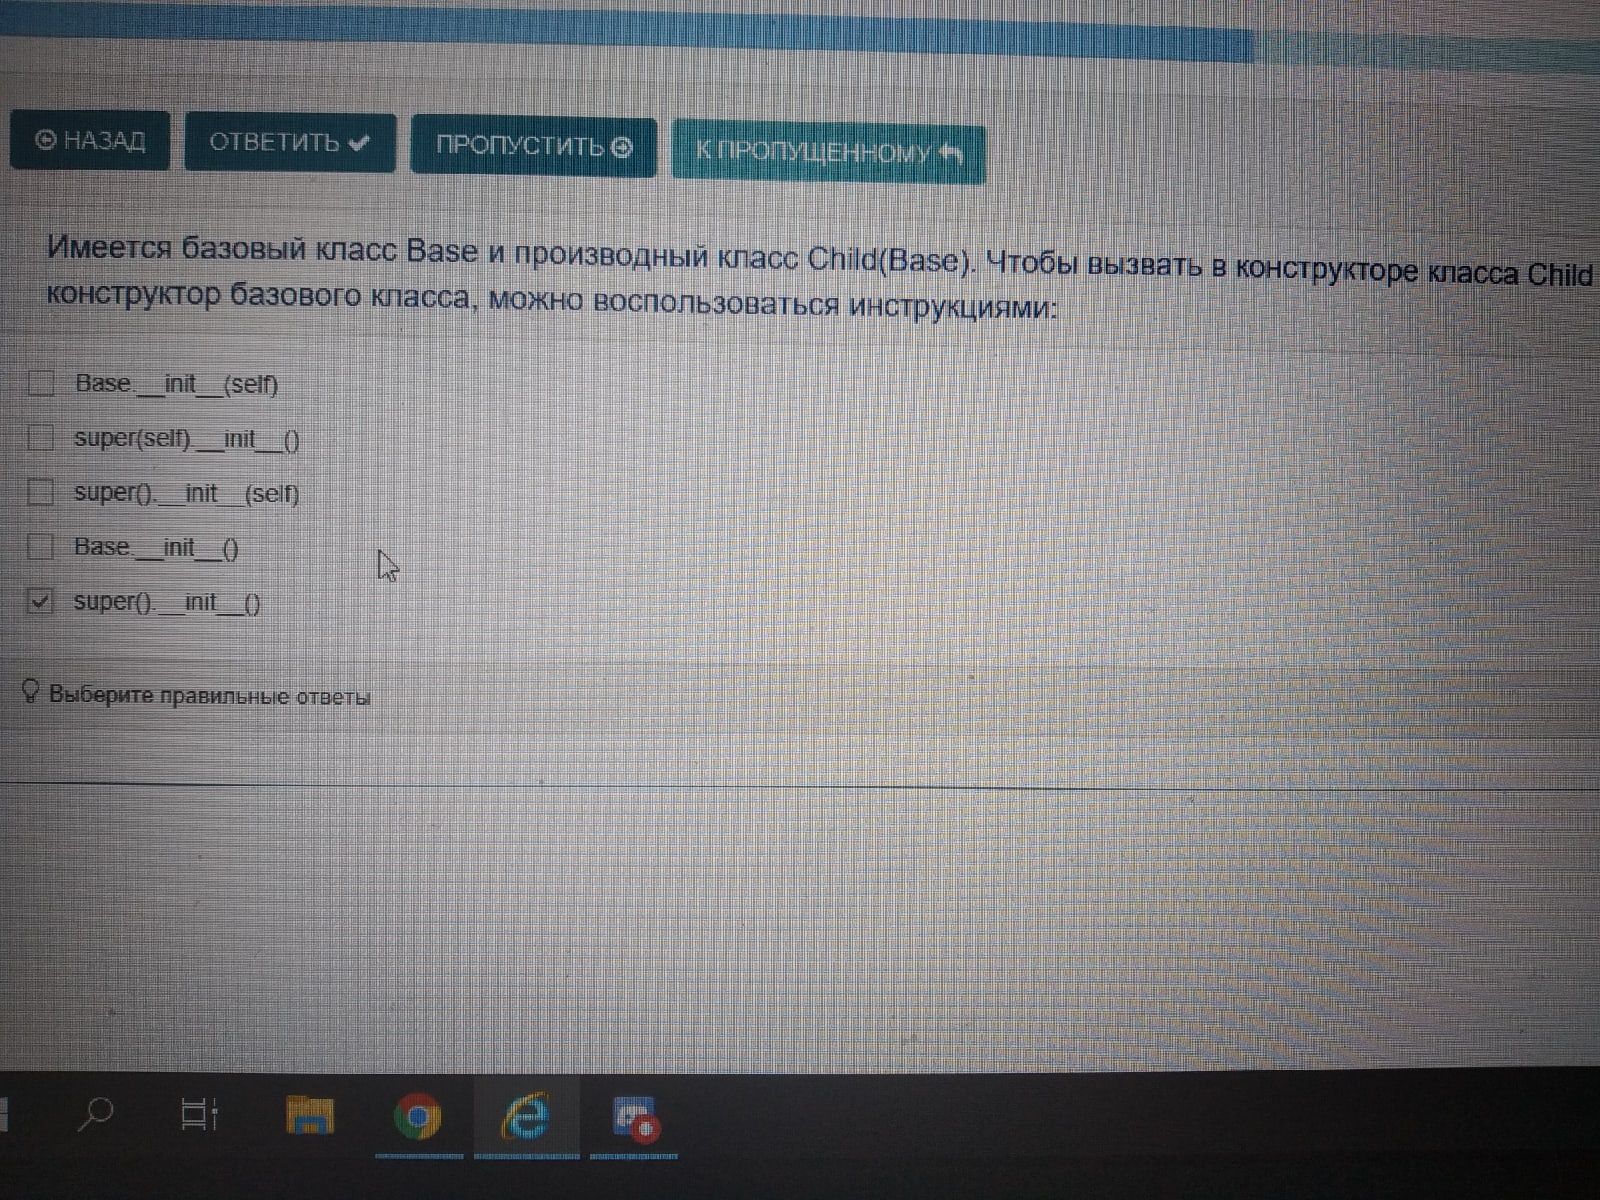 НАЗАД
ОТВЕТИТЬ
ПРОПУСТИТЬ
К ПРОПУЩЕННОМУ
Имеется базовый класс Base и производный класс Child(Base). Чтобы вызвать в конструкторе класса Child
конструктор базового класса, можно воспользоваться инструкциями:
Base.__init__(self)
super(self).__init__()
super().__init__(self)
Base.__init__()
super().__init__()
Выберите правильные ответы